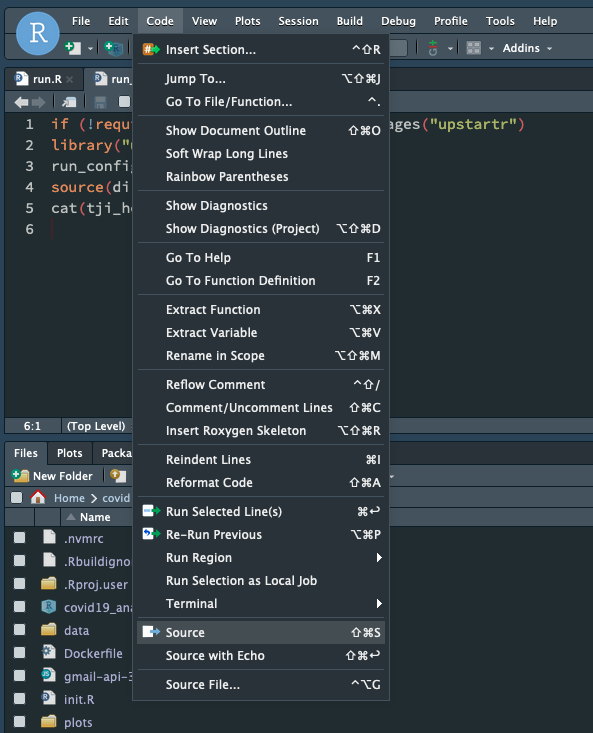 R
File Edit Code View Plots Session Build Debug Profile Tools Help
Addins
Insert Section... ⌃⇧R
run.R
Jump To... ⌥⇧⌘J
Go To File/Function... ⌃.
1 if (!requ ages("upstartr")
Show Document Outline ⇧⌘O
2 library("
Soft Wrap Long Lines
3 run_config
Rainbow Parentheses
4 source(di
Show Diagnostics
5 cat(tji_h
Show Diagnostics (Project) ⌥⇧⌘D
6
Go To Help F1
Go To Function Definition F2
Extract Function ⌥⌘X
Extract Variable ⌥⌘V
Rename in Scope ⌥⇧⌘M
Reflow Comment ⌃⇧/
Comment/Uncomment Lines ⇧⌘C
6:1 (Top Level)
Insert Roxygen Skeleton ⌥⇧⌘R
Files Plots Packa
Reindent Lines ⌘I
New Folder
Reformat Code ⇧⌘A
Home covid
Run Selected Line(s) ⌘↩
Name
Re-Run Previous ⌥⌘P
.nvmrc
Run Region
.Rbuildigno
Run Selection as Local Job
.Rproj.user
Terminal
covid19_ana
data
Source ⇧⌘S
Dockerfile
Source with Echo ⇧⌘↩
gmail-api-3
Source File... ⌃⌥G
init.R
plots